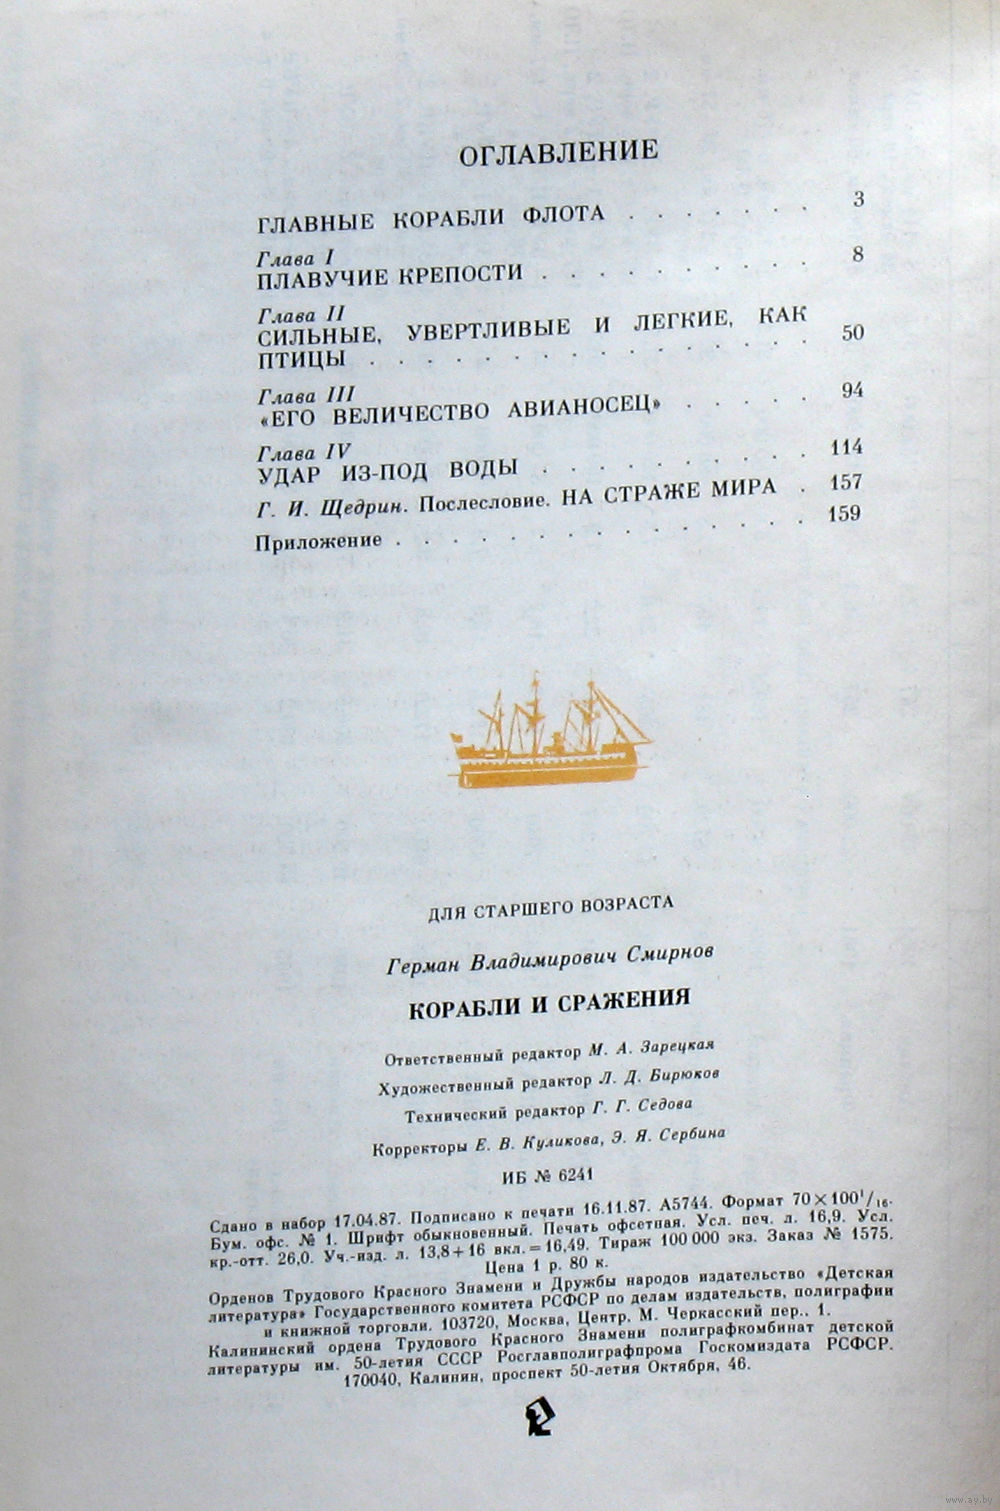 ОГЛАВЛЕНИЕ
ГЛАВНЫЕ КОРАБЛИ ФЛОТА . . . . . . . 3
Глава I
ПЛАВУЧИЕ КРЕПОСТИ . . . . . . . . . . 8
Глава II
СИЛЬНЫЕ, УВЕРТЛИВЫЕ И ЛЕГКИЕ, КАК
ПТИЦЫ . . . . . . . . . . . . . . . . 50
Глава III
«ЕГО ВЕЛИЧЕСТВО АВИАНОСЕЦ» . . . . . 94
Глава IV
УДАР ИЗ-ПОД ВОДЫ . . . . . . . . . . 114
Г. И. Щедрин. Послесловие. НА СТРАЖЕ МИРА . 157
Приложение . . . . . . . . . . . . . . . 159
ДЛЯ СТАРШЕГО ВОЗРАСТА
Герман Владимирович Смирнов
КОРАБЛИ И СРАЖЕНИЯ
Ответственный редактор М. А. Зарецкая
Художественный редактор Л. Д. Бирюков
Технический редактор Г. Г. Седова
Корректоры Е. В. Куликова, Э. Я. Сербина
ИБ № 6241
Сдано в набор 17.04.87. Подписано к печати 16.11.87. А5744. Формат 70×100¹/₁₆.
Бум. офс. № 1. Шрифт обыкновенный. Печать офсетная. Усл. печ. л. 16,9. Усл.
кр.-отт. 26,0. Уч.-изд. л. 13,8+16 вкл.=16,49. Тираж 100 000 экз. Заказ № 1575.
Цена 1 р. 80 к.
Орденов Трудового Красного Знамени и Дружбы народов издательство «Детская
литература» Государственного комитета РСФСР по делам издательств, полиграфии
и книжной торговли. 103720, Москва, Центр, М. Черкасский пер., 1.
Калининский ордена Трудового Красного Знамени полиграфкомбинат детской
литературы им. 50-летия СССР Росглавполиграфпрома Госкомиздата РСФСР.
170040, Калинин, проспект 50-летия Октября, 46.
www.ay.by